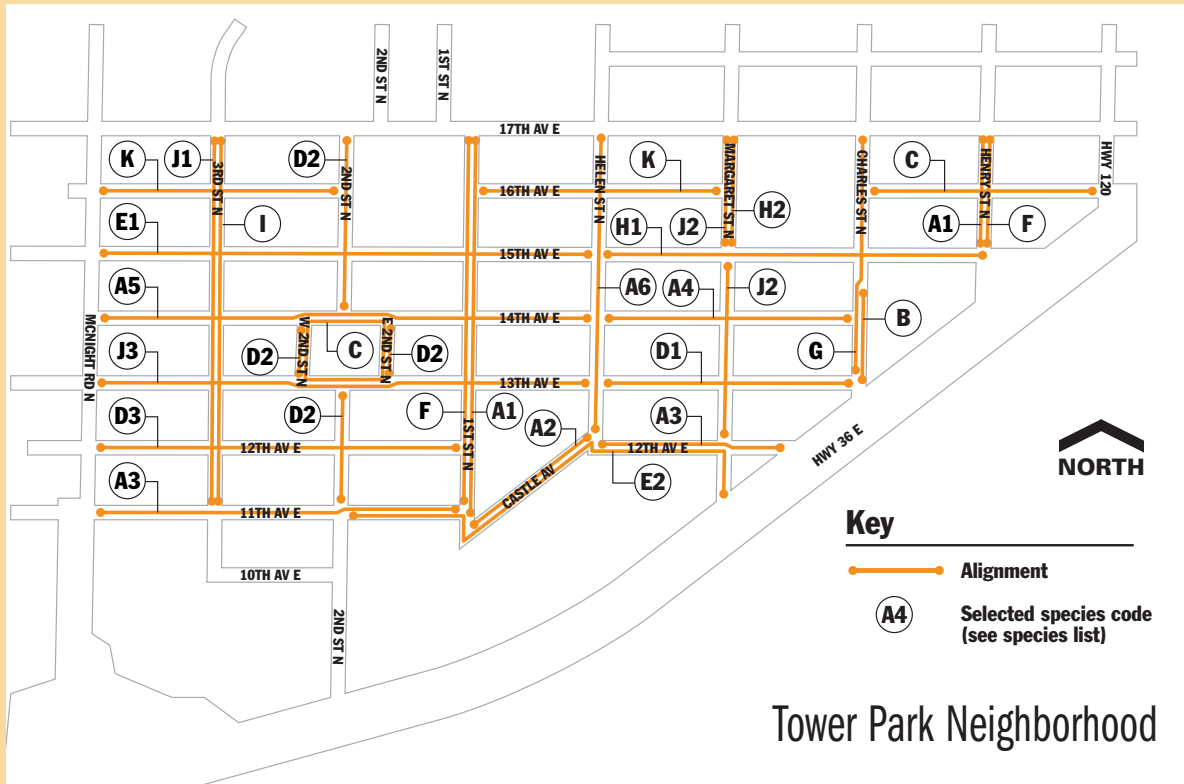 2ND ST N
1ST ST N
17TH AV E
K
J1
3RD ST N
D2
2ND ST N
HELEN ST N
K
MARGARET ST N
CHARLES ST N
C
HENRY ST N
HWY 120
16TH AV E
E1
I
H1
J2
H2
A1
F
15TH AV E
A5
A6
A4
J2
B
14TH AV E
MCNIGHT RD N
J3
D2
W 2ND ST N
C
E 2ND ST N
D2
D1
G
13TH AV E
D3
D2
F
1ST ST N
A1
A2
A3
12TH AV E
12TH AV E
HWY 36 E
A3
CASTLE AV
E2
11TH AV E
10TH AV E
2ND ST N
NORTH
Key
Alignment
A4
Selected species code
(see species list)
Tower Park Neighborhood